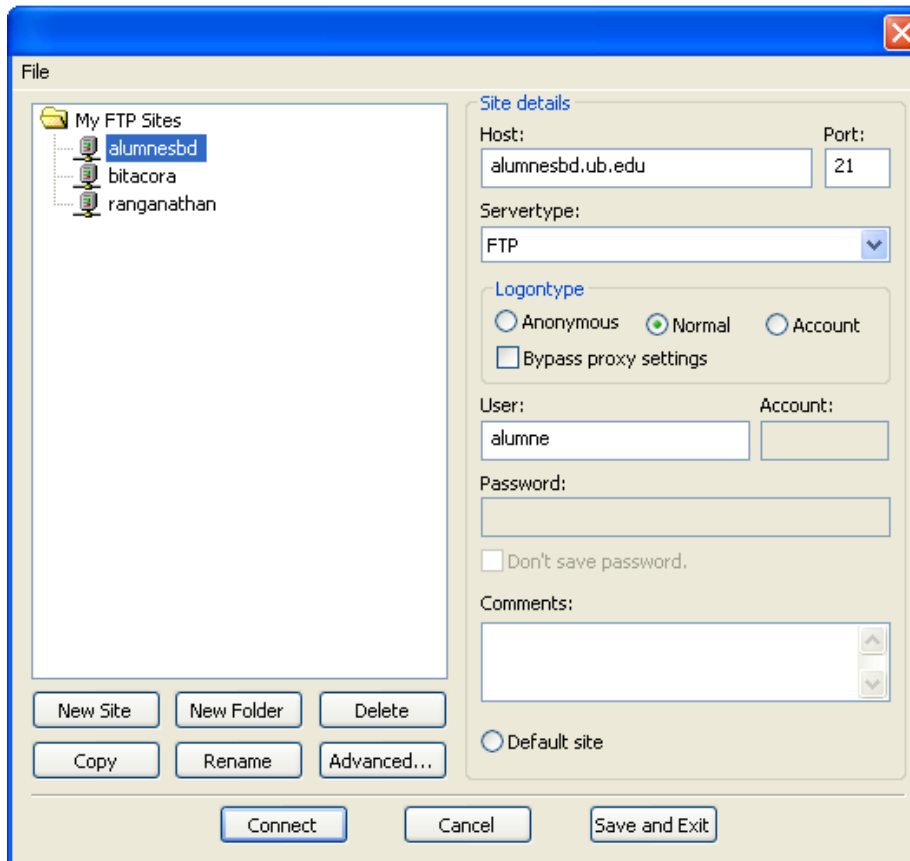 File
My FTP Sites
alumnesbd
bitacora
ranganathan
New Site New Folder Delete
Copy Rename Advanced...
Site details
Host: Port:
alumnesbd.ub.edu 21
Servertype:
FTP
Logontype
Anonymous Normal Account
Bypass proxy settings
User: Account:
alumne
Password:
Don't save password.
Comments:
Default site
Connect Cancel Save and Exit